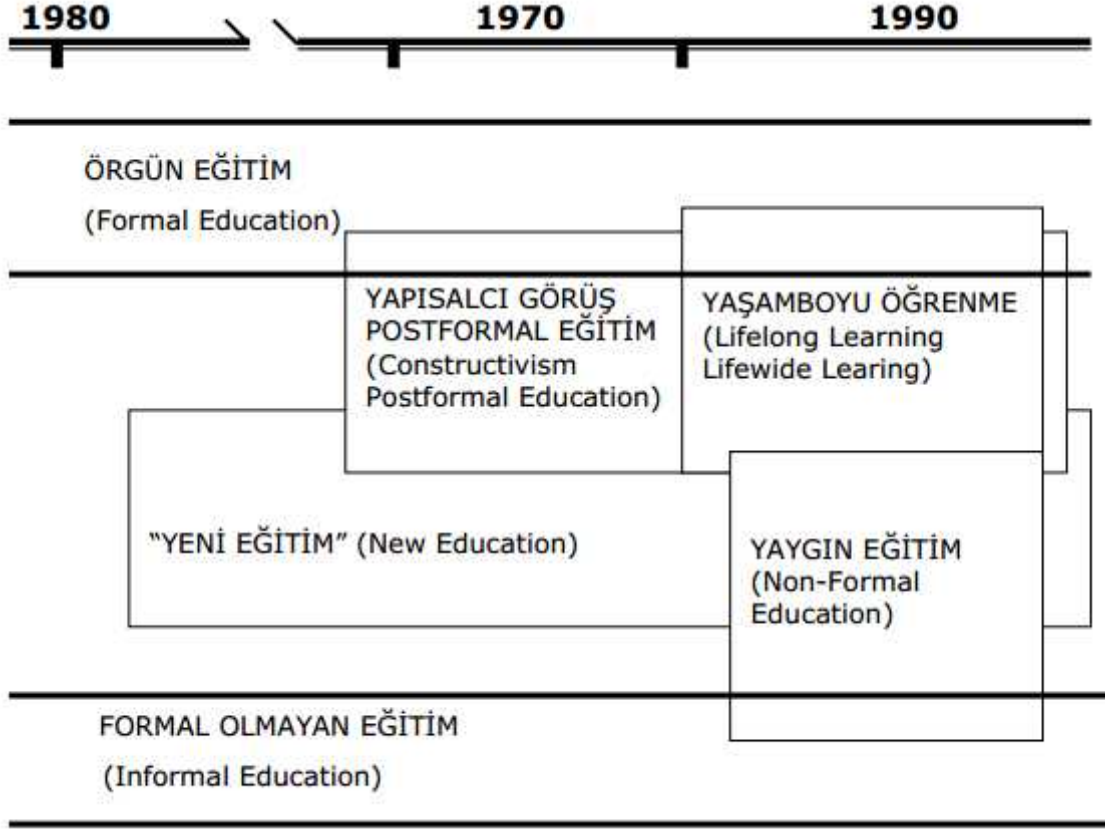 1980 1970 1990
ÖRGÜN EĞİTİM
(Formal Education)
YAPISALCI GÖRÜŞ
POSTFORMAL EĞİTİM
(Constructivism
Postformal Education)
YAŞAMBOYU ÖĞRENME
(Lifelong Learning
Lifewide Learing)
“YENİ EĞİTİM” (New Education)
YAYGIN EĞİTİM
(Non-Formal
Education)
FORMAL OLMAYAN EĞİTİM
(Informal Education)